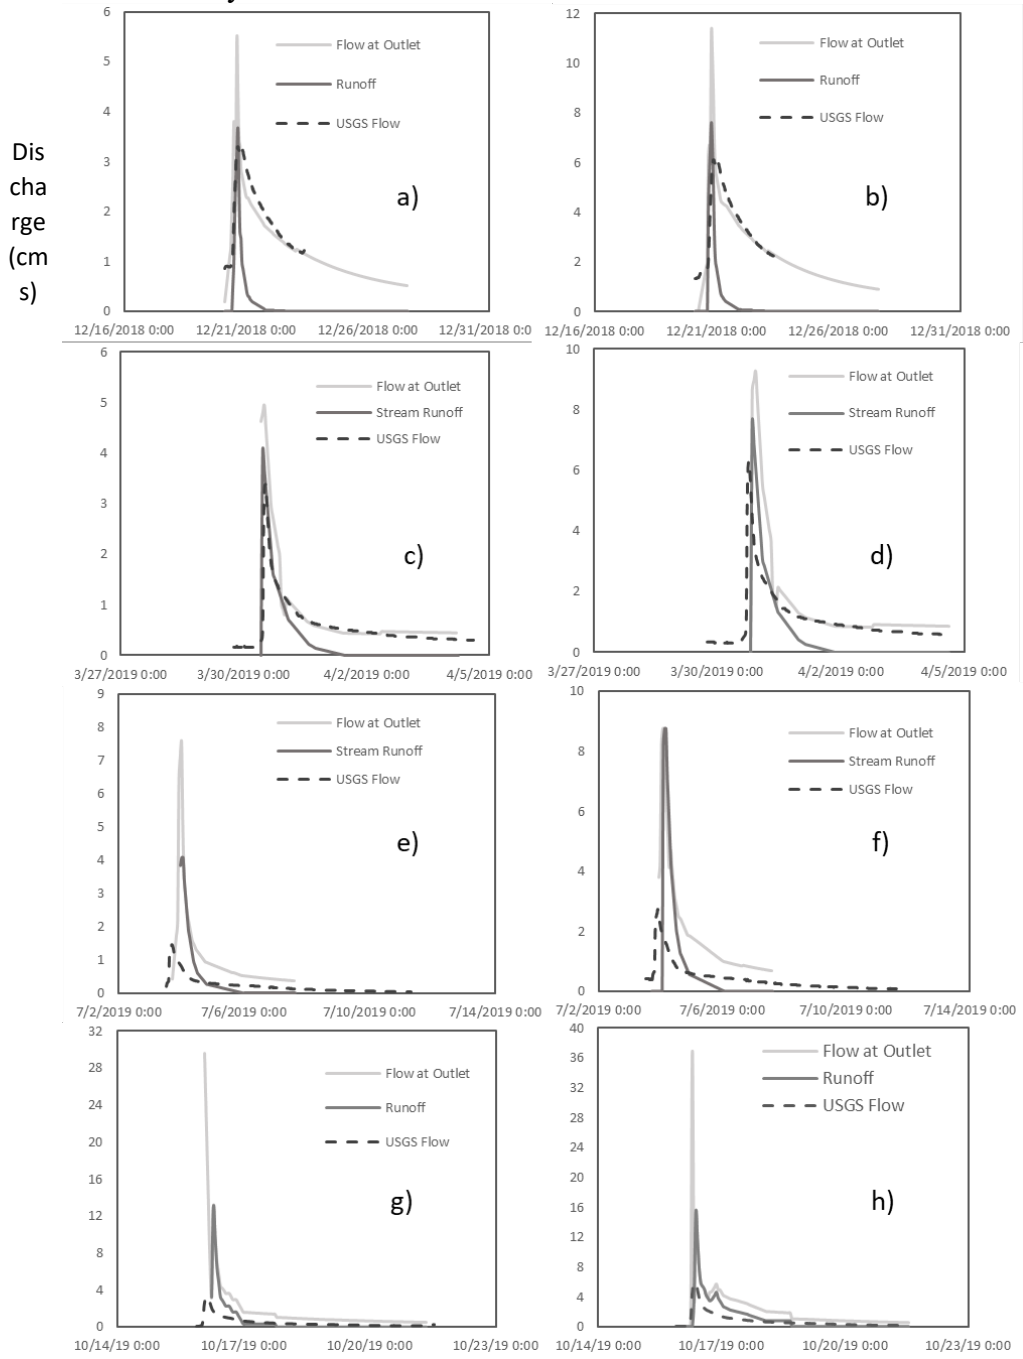 6
5
4
3
2
1
0
Flow at Outlet
Runoff
USGS Flow
a)
12/16/2018 0:00
12/21/2018 0:00
12/26/2018 0:00
12/31/2018 0:00
12
10
8
6
4
2
0
Flow at Outlet
Runoff
USGS Flow
b)
12/16/2018 0:00
12/21/2018 0:00
12/26/2018 0:00
12/31/2018 0:00
Dis
cha
rge
(cm
s)
6
5
4
3
2
1
0
Flow at Outlet
Stream Runoff
USGS Flow
c)
3/27/2019 0:00
3/30/2019 0:00
4/2/2019 0:00
4/5/2019 0:00
10
8
6
4
2
0
Flow at Outlet
Stream Runoff
USGS Flow
d)
3/27/2019 0:00
3/30/2019 0:00
4/2/2019 0:00
4/5/2019 0:00
9
8
7
6
5
4
3
2
1
0
Flow at Outlet
Stream Runoff
USGS Flow
e)
7/2/2019 0:00
7/6/2019 0:00
7/10/2019 0:00
7/14/2019 0:00
10
8
6
4
2
0
Flow at Outlet
Stream Runoff
USGS Flow
f)
7/2/2019 0:00
7/6/2019 0:00
7/10/2019 0:00
7/14/2019 0:00
32
28
24
20
16
12
8
4
0
Flow at Outlet
Runoff
USGS Flow
g)
10/14/19 0:00
10/17/19 0:00
10/20/19 0:00
10/23/19 0:00
40
36
32
28
24
20
16
12
8
4
0
Flow at Outlet
Runoff
USGS Flow
h)
10/14/19 0:00
10/17/19 0:00
10/20/19 0:00
10/23/19 0:00